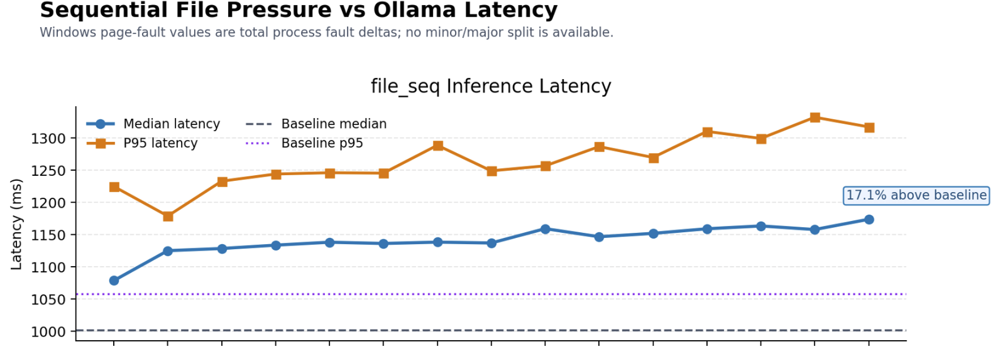 Sequential File Pressure vs Ollama Latency
Windows page-fault values are total process fault deltas; no minor/major split is available.
file_seq Inference Latency
Median latency
P95 latency
Baseline median
Baseline p95
1300
1250
1200
1150
1100
1050
1000
Latency (ms)
17.1% above baseline